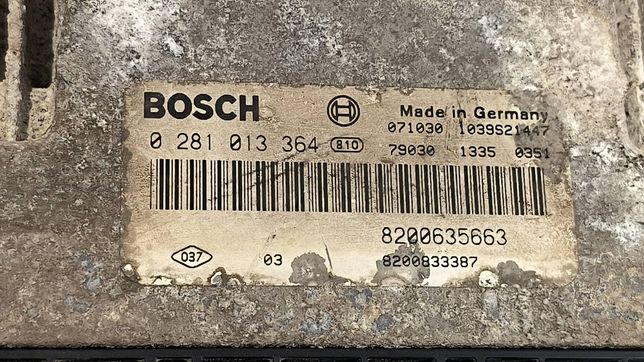 BOSCH
Made in Germany
071030 1039S21447
0 281 013 364 B10
79030 1335 0351
8200635663
037 03 8200833387